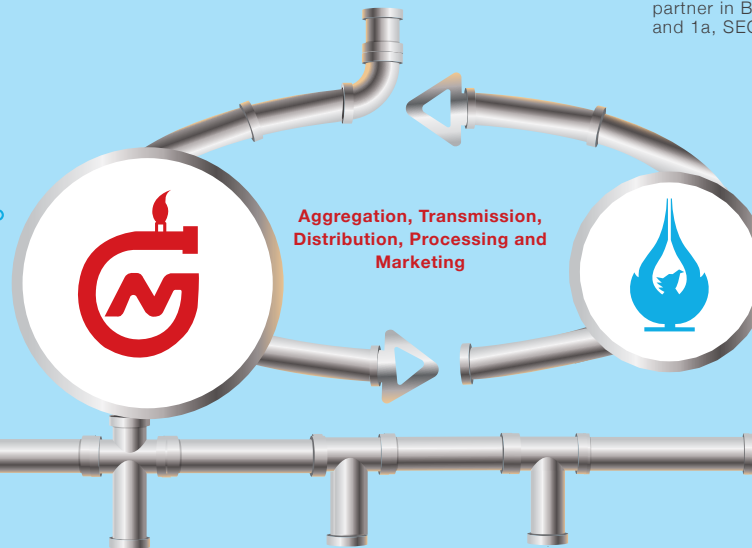 partner in B
and 1a, SEC
Aggregation, Transmission,
Distribution, Processing and
Marketing